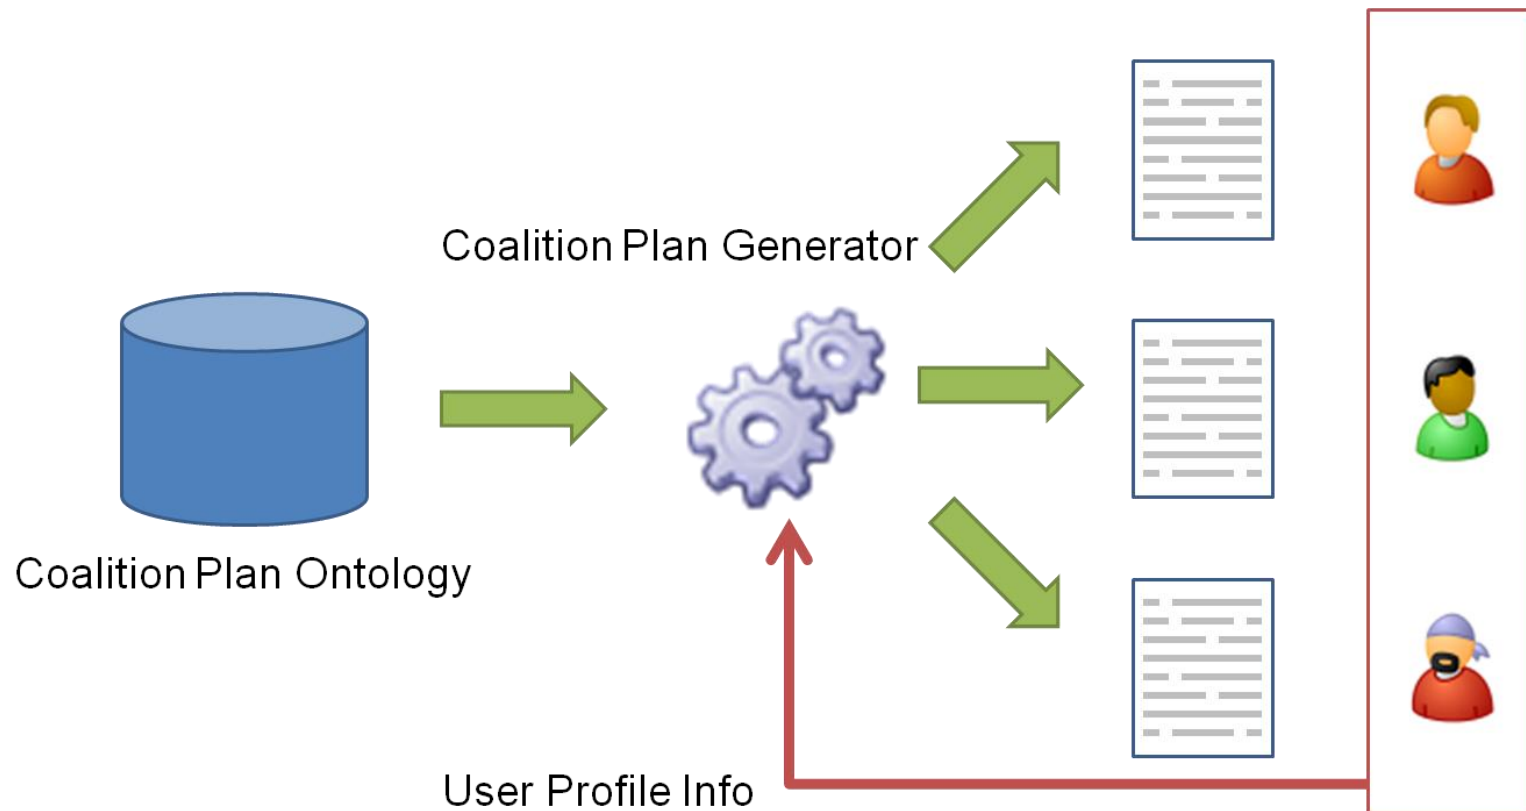 Coalition Plan Generator
Coalition Plan Ontology
User Profile Info